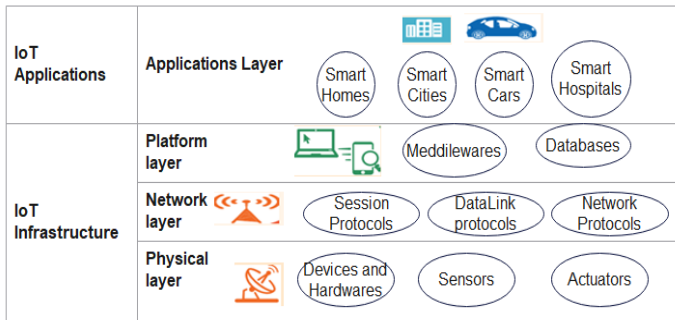 IoT
Applications
Applications Layer
Smart
Homes
Smart
Cities
Smart
Cars
Smart
Hospitals
IoT
Infrastructure
Platform
layer
Meddilewares
Databases
Network
layer
Session
Protocols
DataLink
protocols
Network
Protocols
Physical
layer
Devices and
Hardwares
Sensors
Actuators